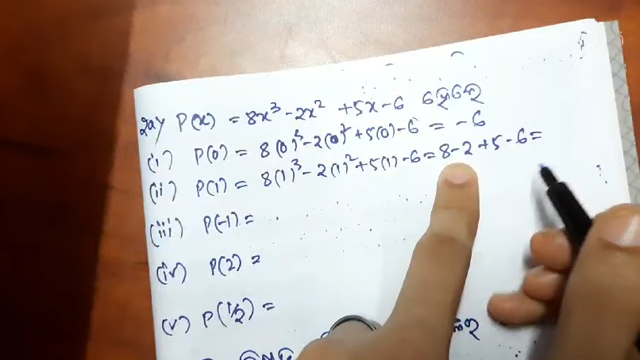 P(x) = 8x³ - 2x² + 5x - 6 ହେଲେ
(i) P(0) = 8(0)³ - 2(0)² + 5(0) - 6 = - 6
(ii) P(1) = 8(1)³ - 2(1)² + 5(1) - 6 = 8 - 2 + 5 - 6 =
(iii) P(-1) =
(iv) P(2) =
(v) P(1/2) =